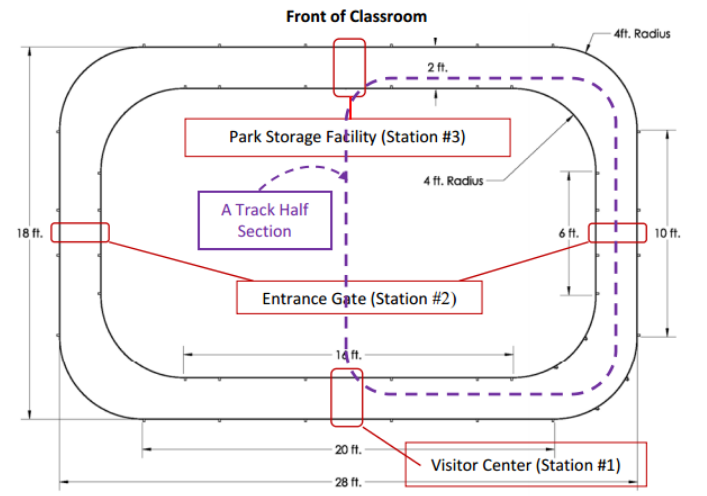 Front of Classroom
4ft. Radius
2 ft.
Park Storage Facility (Station #3)
4 ft. Radius
A Track Half
Section
18 ft.
6 ft.
10 ft.
Entrance Gate (Station #2)
16 ft.
20 ft.
Visitor Center (Station #1)
28 ft.